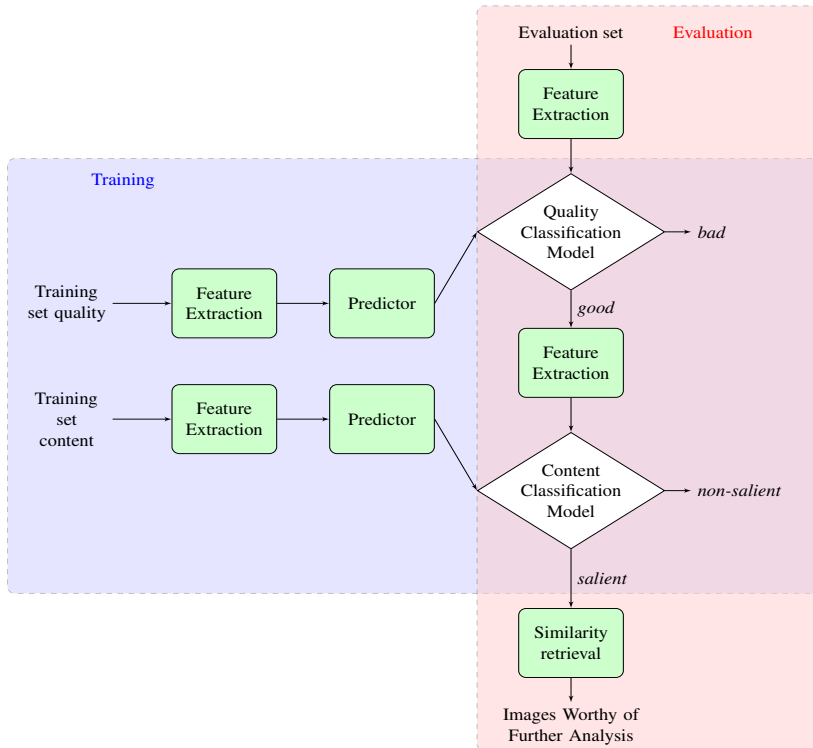 Evaluation set
Evaluation
Feature
Extraction
Training
Quality
Classification
Model
bad
Training
set quality
Feature
Extraction
Predictor
good
Feature
Extraction
Training
set
content
Feature
Extraction
Predictor
Content
Classification
Model
non-salient
salient
Similarity
retrieval
Images Worthy of
Further Analysis